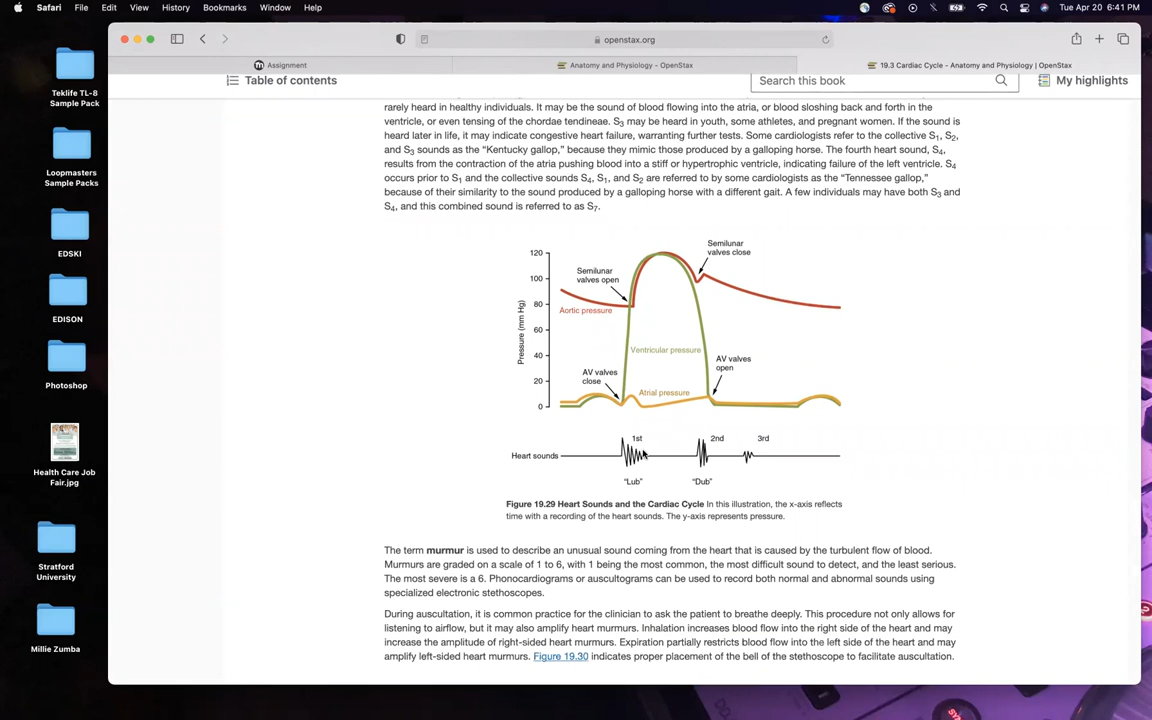 Safari File Edit View History Bookmarks Window Help Tue Apr 20 6:41 PM
openstax.org
Assignment
Anatomy and Physiology - OpenStax
19.3 Cardiac Cycle - Anatomy and Physiology | OpenStax
Table of contents
Search this book
My highlights
Teklife TL-8
Sample Pack
Loopmasters
Sample Packs
EDSKI
EDISON
Photoshop
Health Care Job
Fair.jpg
Stratford
University
Millie Zumba
rarely heard in healthy individuals. It may be the sound of blood flowing into the atria, or blood sloshing back and forth in the
ventricle, or even tensing of the chordae tendineae. S3 may be heard in youth, some athletes, and pregnant women. If the sound is
heard later in life, it may indicate congestive heart failure, warranting further tests. Some cardiologists refer to the collective S1, S2,
and S3 sounds as the “Kentucky gallop,” because they mimic those produced by a galloping horse. The fourth heart sound, S4,
results from the contraction of the atria pushing blood into a stiff or hypertrophic ventricle, indicating failure of the left ventricle. S4
occurs prior to S1 and the collective sounds S4, S1, and S2 are referred to by some cardiologists as the “Tennessee gallop,”
because of their similarity to the sound produced by a galloping horse with a different gait. A few individuals may have both S3 and
S4, and this combined sound is referred to as S7.
Semilunar
valves close
Semilunar
valves open
120
100
80
60
40
20
0
Pressure (mm Hg)
Aortic pressure
Ventricular pressure
AV valves
open
AV valves
close
Atrial pressure
1st 2nd 3rd
Heart sounds
“Lub” “Dub”
Figure 19.29 Heart Sounds and the Cardiac Cycle In this illustration, the x-axis reflects
time with a recording of the heart sounds. The y-axis represents pressure.
The term murmur is used to describe an unusual sound coming from the heart that is caused by the turbulent flow of blood.
Murmurs are graded on a scale of 1 to 6, with 1 being the most common, the most difficult sound to detect, and the least serious.
The most severe is a 6. Phonocardiograms or auscultograms can be used to record both normal and abnormal sounds using
specialized electronic stethoscopes.
During auscultation, it is common practice for the clinician to ask the patient to breathe deeply. This procedure not only allows for
listening to airflow, but it may also amplify heart murmurs. Inhalation increases blood flow into the right side of the heart and may
increase the amplitude of right-sided heart murmurs. Expiration partially restricts blood flow into the left side of the heart and may
amplify left-sided heart murmurs. Figure 19.30 indicates proper placement of the bell of the stethoscope to facilitate auscultation.